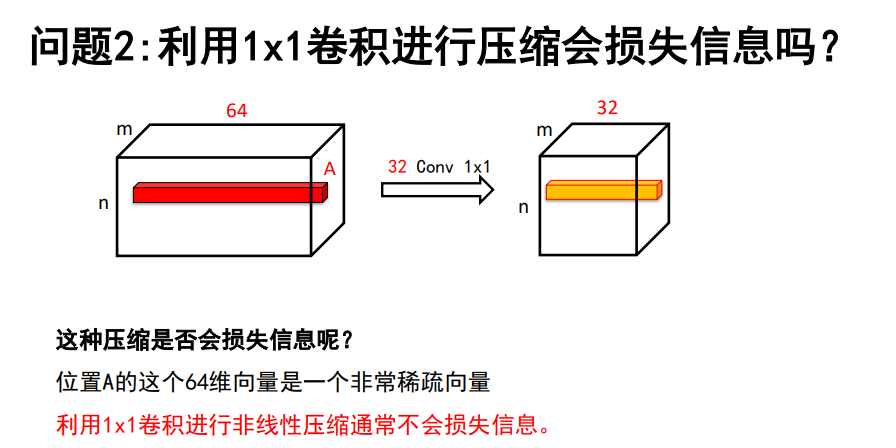 问题2:利用1x1卷积进行压缩会损失信息吗？
64
32
m
m
A
32 Conv 1x1
n
n
这种压缩是否会损失信息呢？
位置A的这个64维向量是一个非常稀疏向量
利用1x1卷积进行非线性压缩通常不会损失信息。